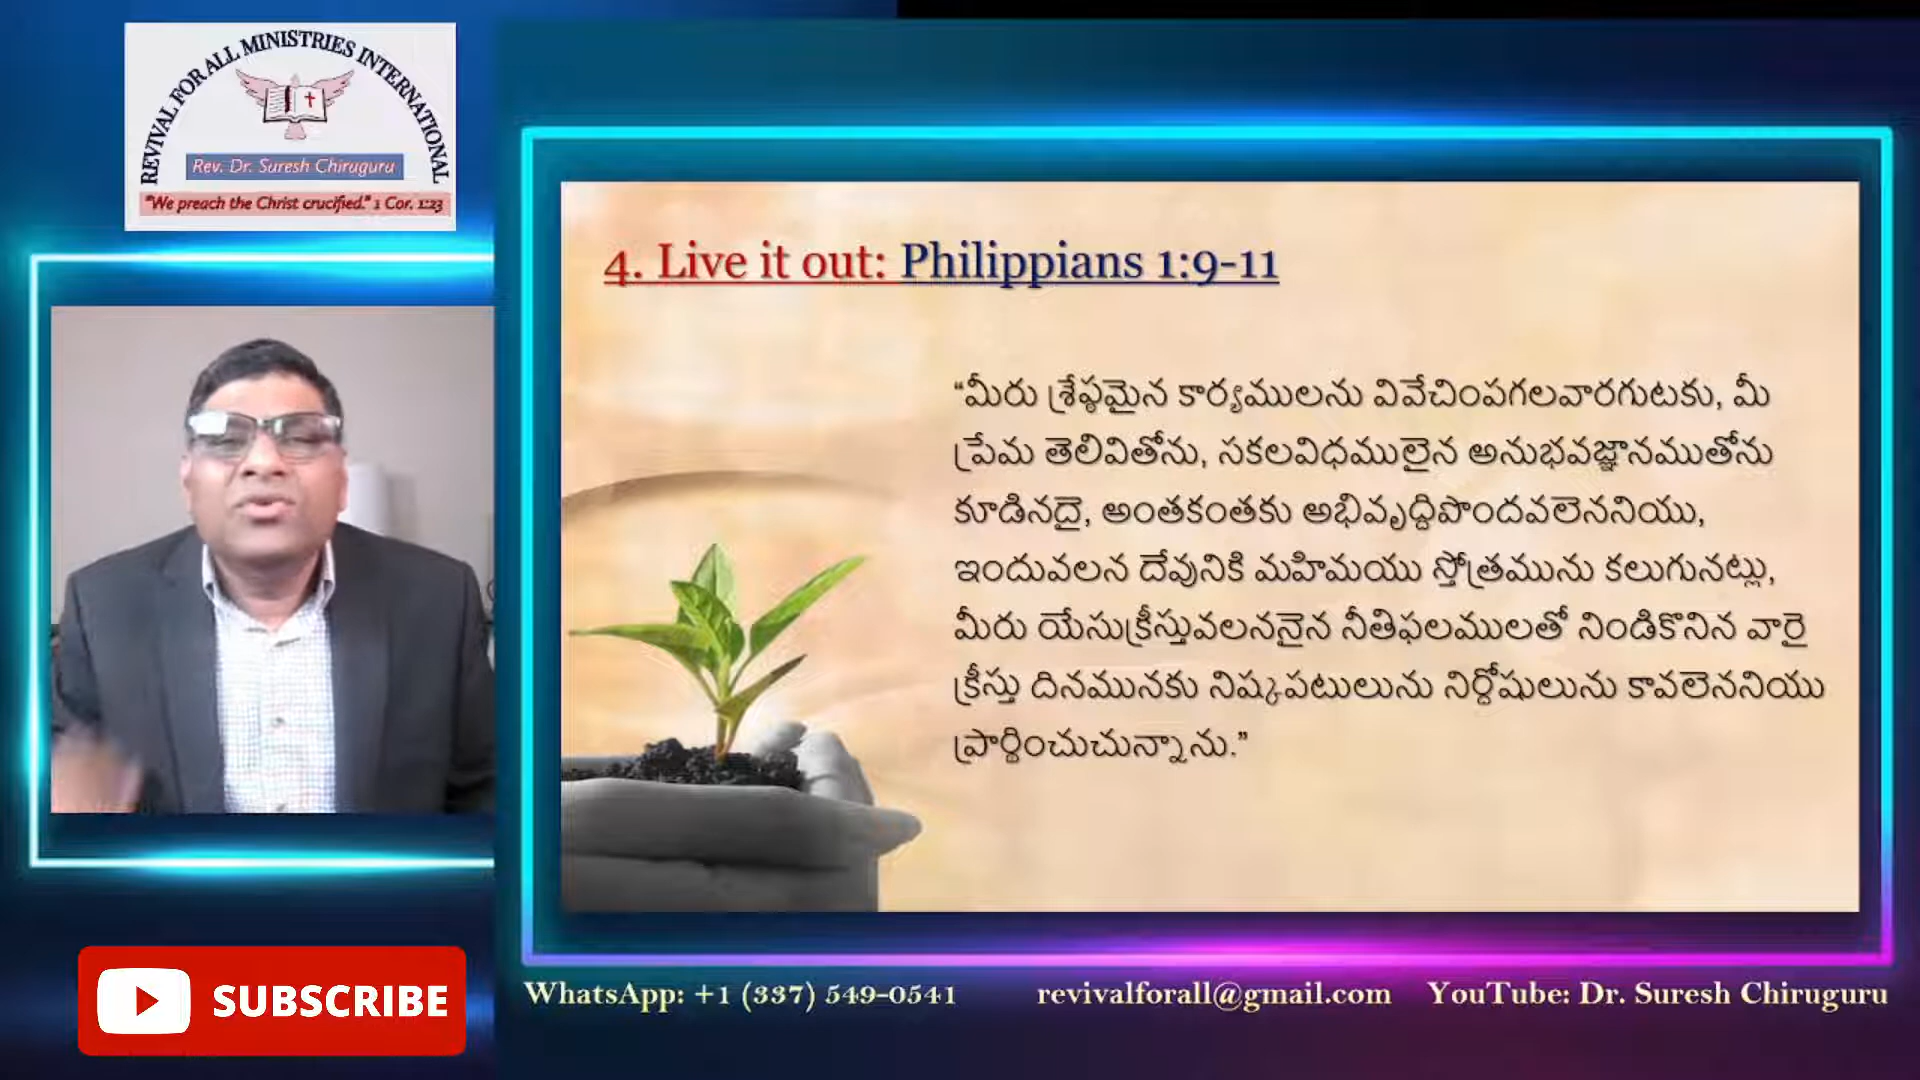 REVIVAL FOR ALL MINISTRIES INTERNATIONAL
Rev. Dr. Suresh Chiruguru
"We preach the Christ crucified." 1 Cor. 1:23
4. Live it out: Philippians 1:9-11
“మీరు శ్రేష్ఠమైన కార్యములను వివేచింపగలవారగుటకు, మీ
ప్రేమ తెలివితోను, సకలవిధములైన అనుభవజ్ఞానముతోను
కూడినదై, అంతకంతకు అభివృద్ధిపొందవలెననియు,
ఇందువలన దేవునికి మహిమయు స్తోత్రమును కలుగునట్లు,
మీరు యేసుక్రీస్తువలననైన నీతిఫలములతో నిండికొనిన వారై
క్రీస్తు దినమునకు నిష్కపటులును నిర్దోషులును కావలెననియు
ప్రార్థించుచున్నాను.”
SUBSCRIBE
WhatsApp: +1 (337) 549-0541 revivalforall@gmail.com YouTube: Dr. Suresh Chiruguru